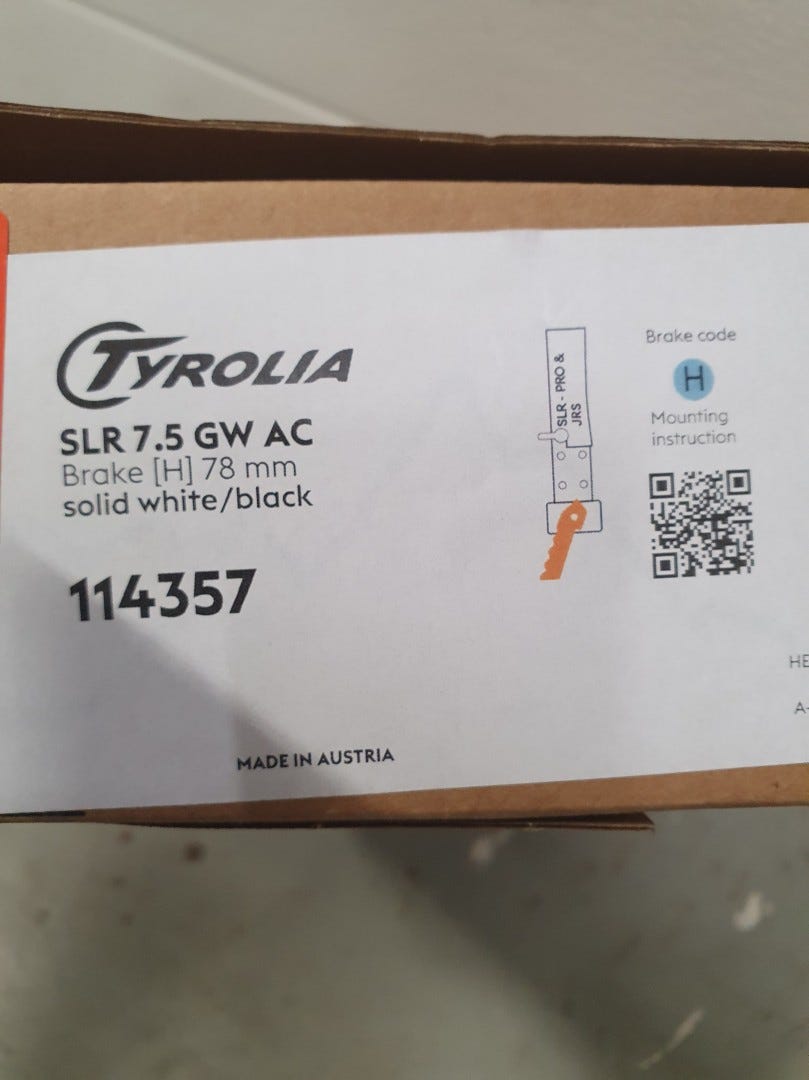 TYROLIA
SLR 7.5 GW AC
Brake [H] 78 mm
solid white/black
114357
MADE IN AUSTRIA
SLR - PRO &
JRS
Brake code
H
Mounting
instruction
HE
A-